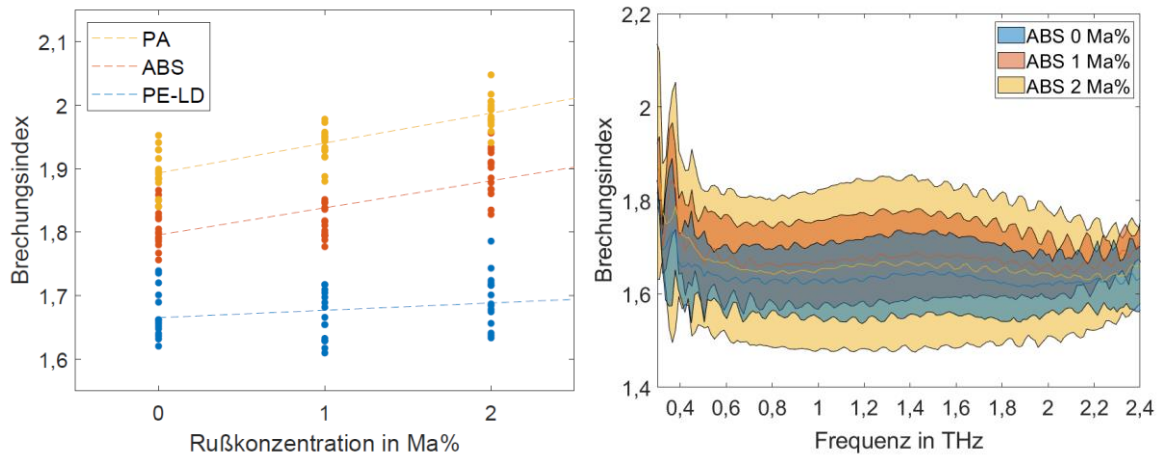 2,1
2
1,9
1,8
1,7
1,6
Brechungsindex
PA
ABS
PE-LD
0
1
2
Rußkonzentration in Ma%
2,2
2
1,8
1,6
1,4
Brechungsindex
ABS 0 Ma%
ABS 1 Ma%
ABS 2 Ma%
0,4 0,6 0,8 1 1,2 1,4 1,6 1,8 2 2,2 2,4
Frequenz in THz